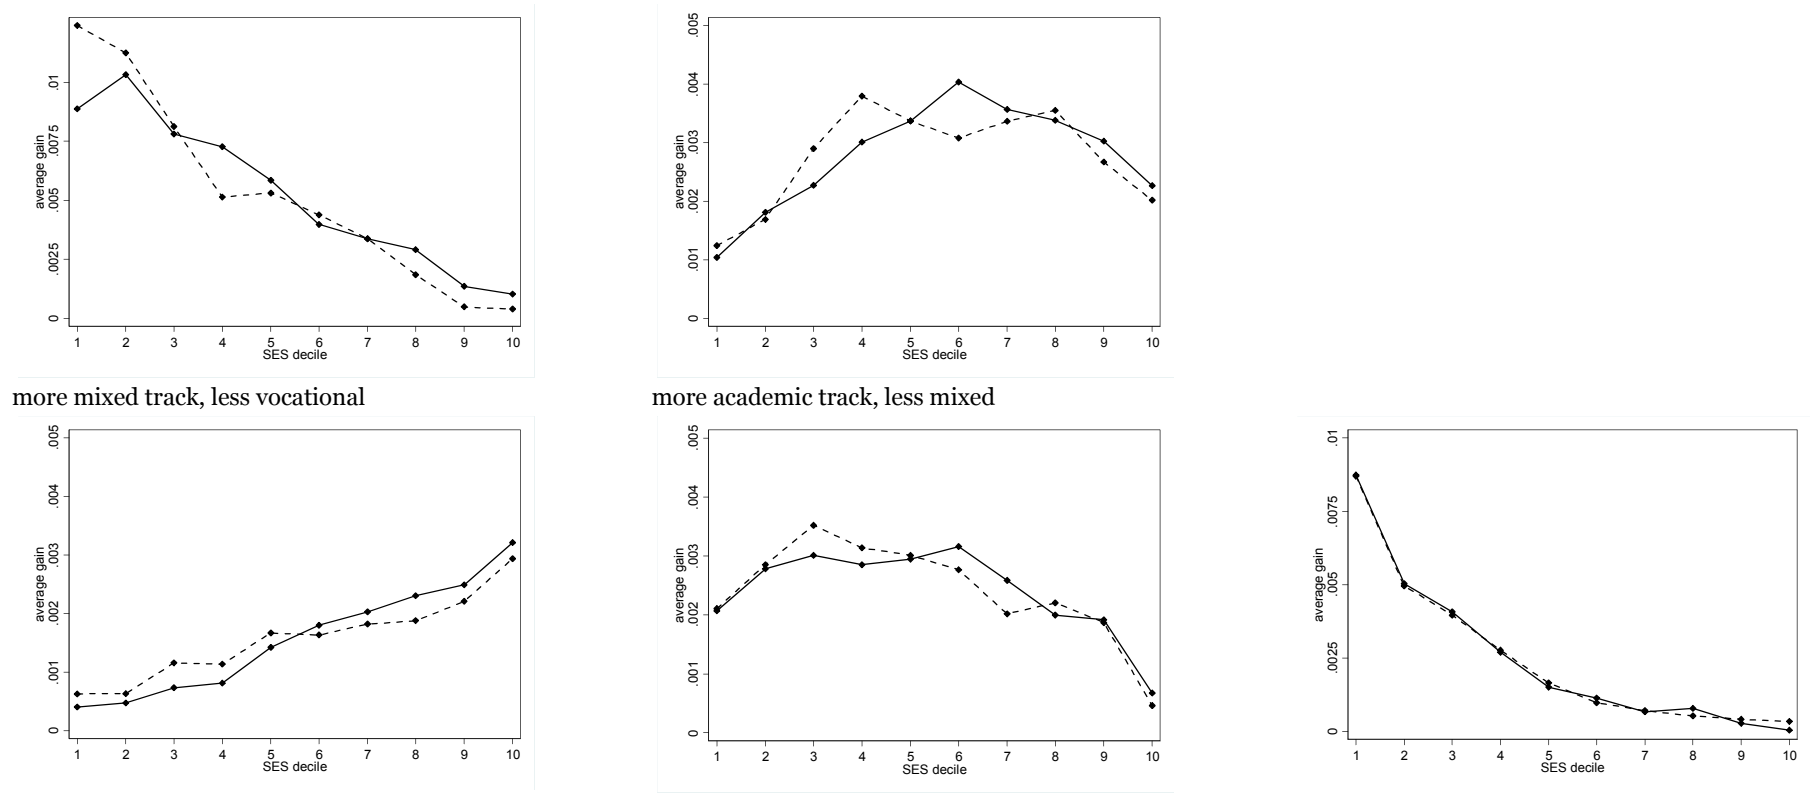 .01
.0075
.005
.0025
0
average gain
1 2 3 4 5 6 7 8 9 10
SES decile
.005
.004
.003
.002
.001
0
average gain
1 2 3 4 5 6 7 8 9 10
SES decile
more mixed track, less vocational
more academic track, less mixed
.005
.004
.003
.002
.001
0
average gain
1 2 3 4 5 6 7 8 9 10
SES decile
.005
.004
.003
.002
.001
0
average gain
1 2 3 4 5 6 7 8 9 10
SES decile
.01
.0075
.005
.0025
0
average gain
1 2 3 4 5 6 7 8 9 10
SES decile